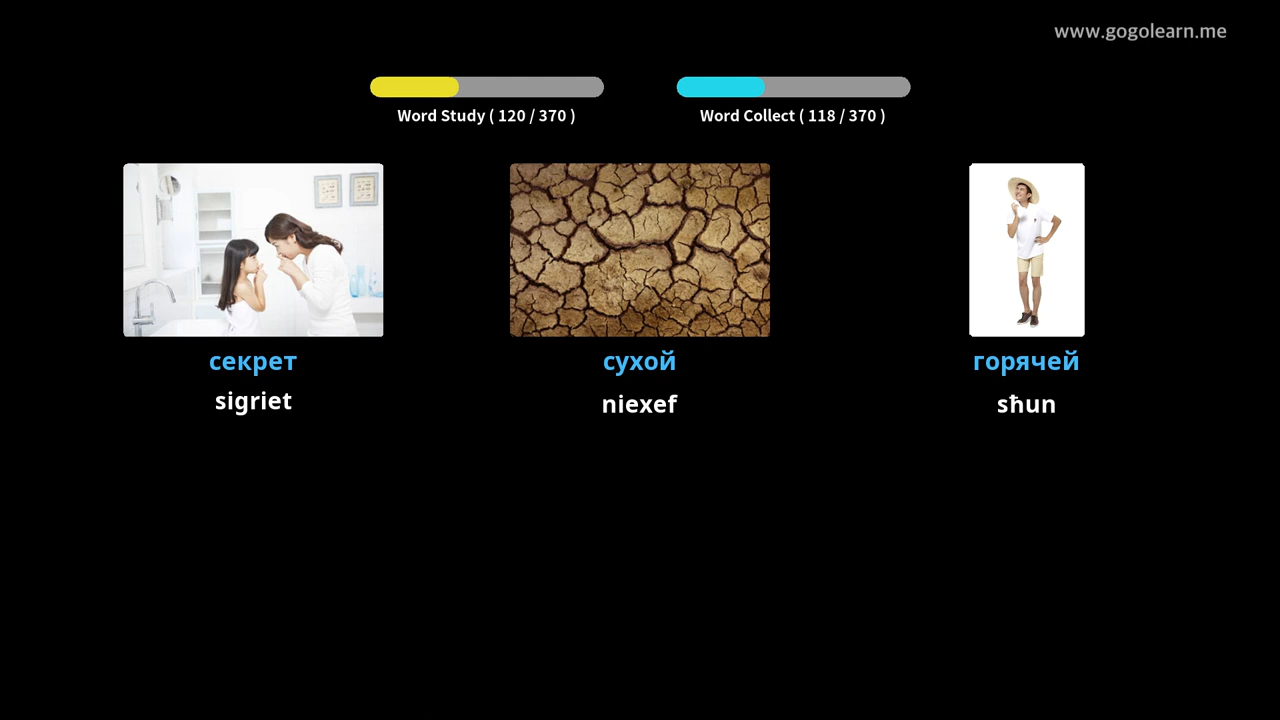 www.gogolearn.me
Word Study ( 120 / 370 )
Word Collect ( 118 / 370 )
секрет
сухой
горячей
sigriet
niexef
sħun